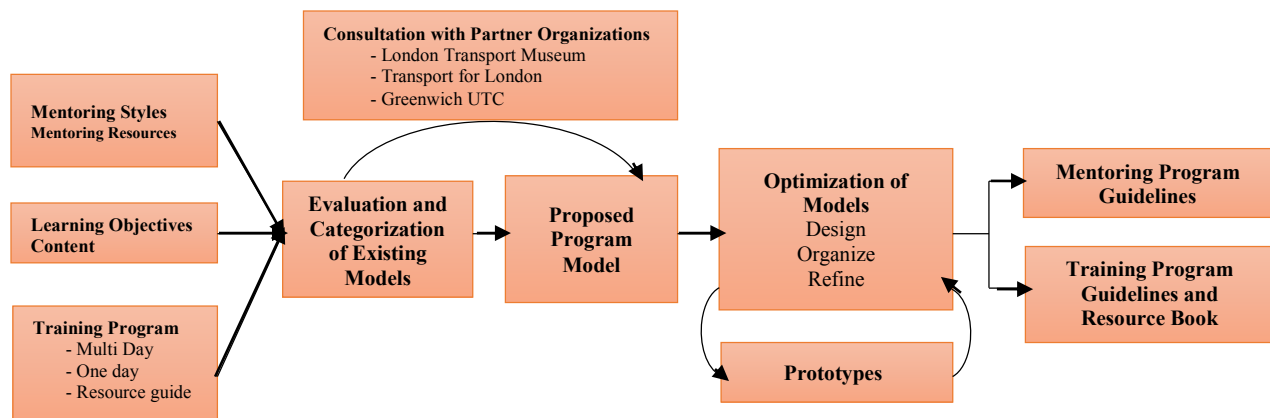 Consultation with Partner Organizations
- London Transport Museum
- Transport for London
- Greenwich UTC
Mentoring Styles
Mentoring Resources
Learning Objectives
Content
Training Program
- Multi Day
- One day
- Resource guide
Evaluation and
Categorization
of Existing
Models
Proposed
Program
Model
Optimization of
Models
Design
Organize
Refine
Prototypes
Mentoring Program
Guidelines
Training Program
Guidelines and
Resource Book